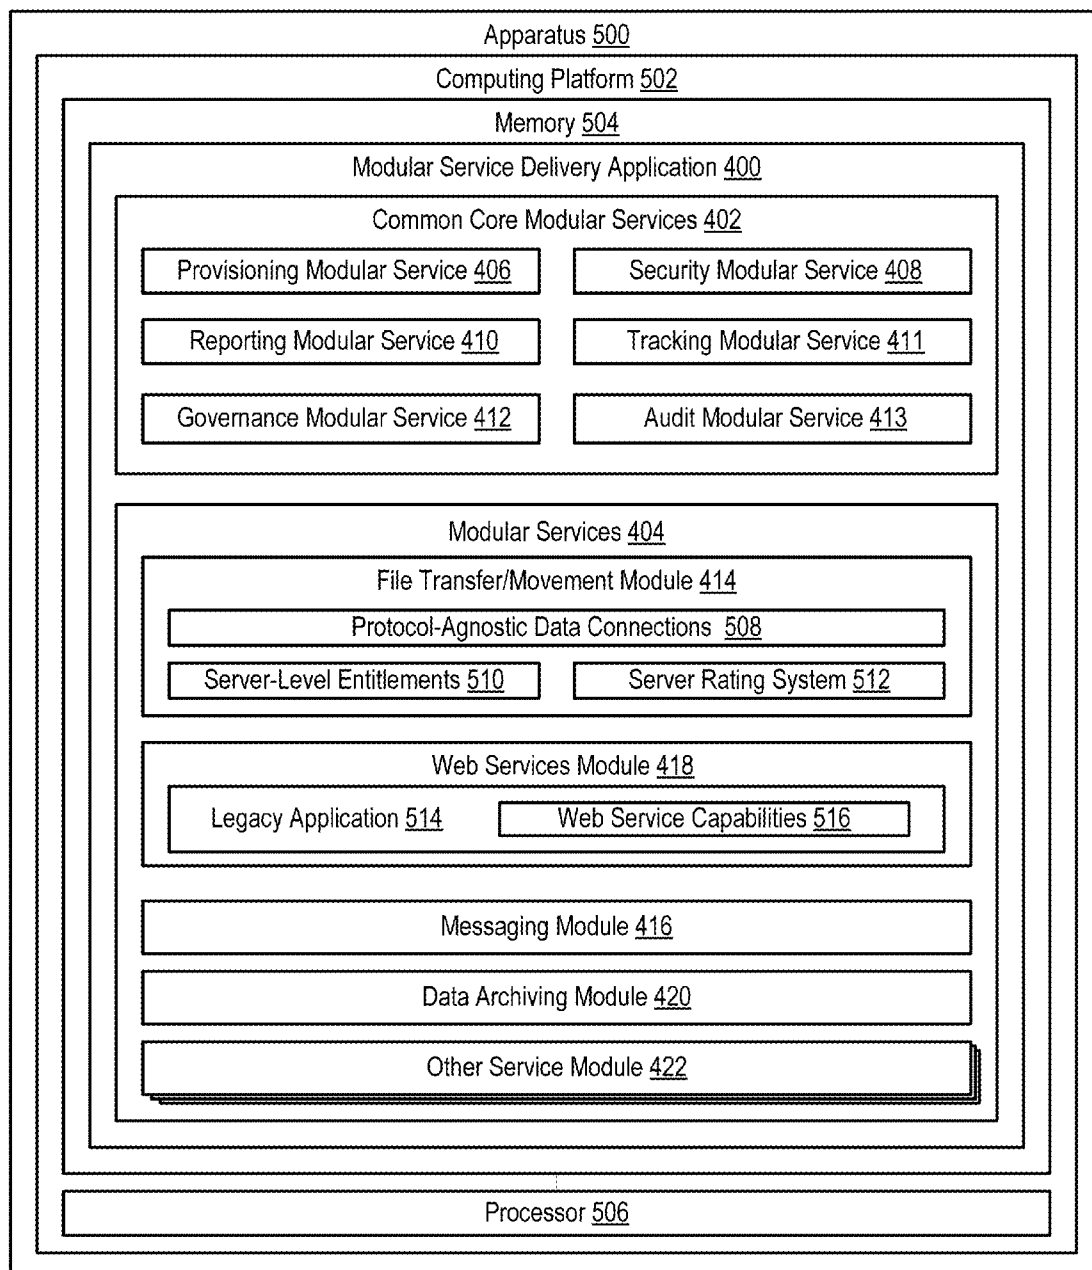 Apparatus 500
Computing Platform 502
Memory 504
Modular Service Delivery Application 400
Common Core Modular Services 402
Provisioning Modular Service 406
Security Modular Service 408
Reporting Modular Service 410
Tracking Modular Service 411
Governance Modular Service 412
Audit Modular Service 413
Modular Services 404
File Transfer/Movement Module 414
Protocol-Agnostic Data Connections 508
Server-Level Entitlements 510
Server Rating System 512
Web Services Module 418
Legacy Application 514
Web Service Capabilities 516
Messaging Module 416
Data Archiving Module 420
Other Service Module 422
Processor 506